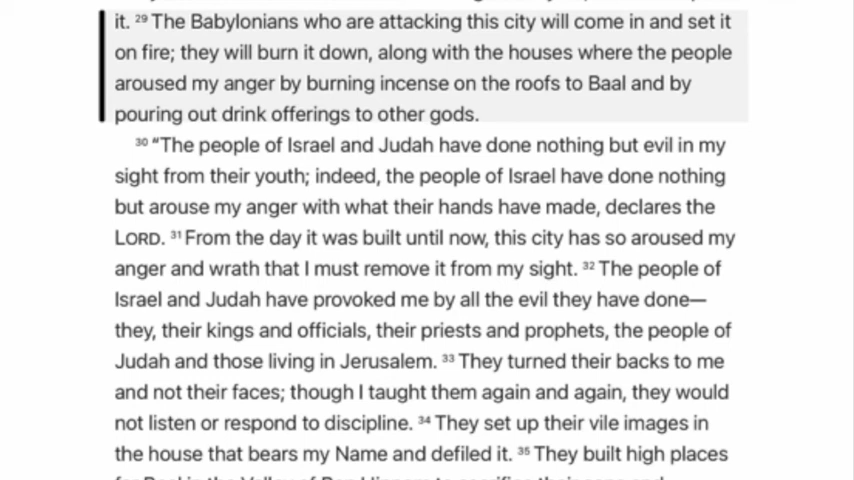 it. 29 The Babylonians who are attacking this city will come in and set it
on fire; they will burn it down, along with the houses where the people
aroused my anger by burning incense on the roofs to Baal and by
pouring out drink offerings to other gods.
30 “The people of Israel and Judah have done nothing but evil in my
sight from their youth; indeed, the people of Israel have done nothing
but arouse my anger with what their hands have made, declares the
LORD. 31 From the day it was built until now, this city has so aroused my
anger and wrath that I must remove it from my sight. 32 The people of
Israel and Judah have provoked me by all the evil they have done—
they, their kings and officials, their priests and prophets, the people of
Judah and those living in Jerusalem. 33 They turned their backs to me
and not their faces; though I taught them again and again, they would
not listen or respond to discipline. 34 They set up their vile images in
the house that bears my Name and defiled it. 35 They built high places